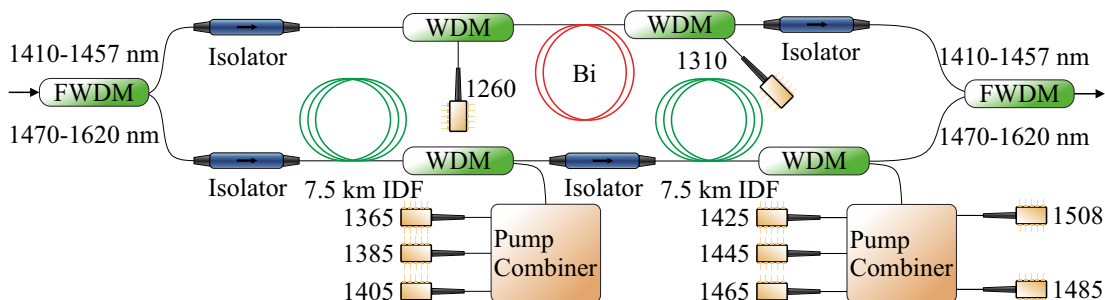 WDM
WDM
Isolator
Isolator
1410-1457 nm
1260
Bi
1310
1410-1457 nm
FWDM
FWDM
1470-1620 nm
1470-1620 nm
WDM
WDM
Isolator
7.5 km IDF
Isolator
7.5 km IDF
1365
1385
1405
Pump
Combiner
1425
1445
1465
Pump
Combiner
1508
1485